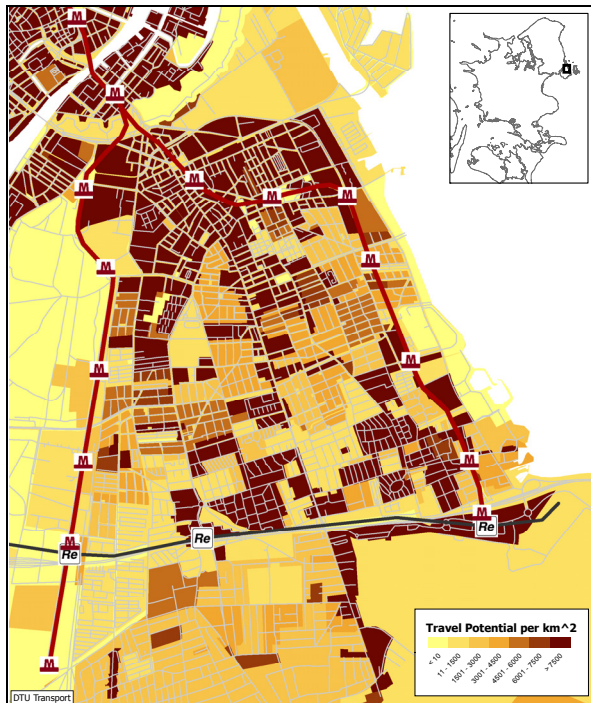 M
M
M
M
M
M
M
M
M
M
M
M
M
M
Re
Re
M
Re
M
Travel Potential per km^2
< 10
11 - 1500
1501 - 3000
3001 - 4500
4501 - 6000
6001 - 7500
>7500
DTU Transport